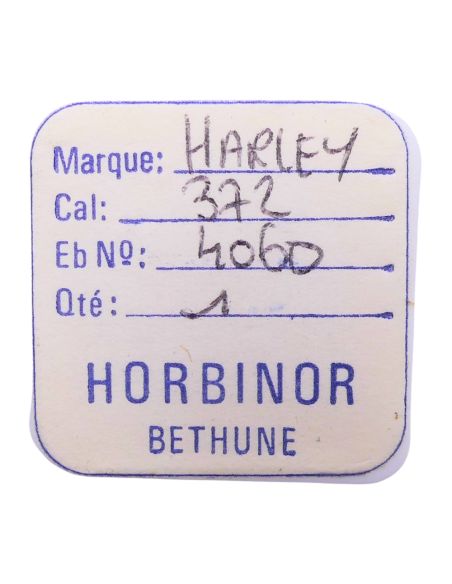 Marque: HARLEY
Cal: 372
Eb Nº: 4060
Qté: 1
HORBINOR
BETHUNE